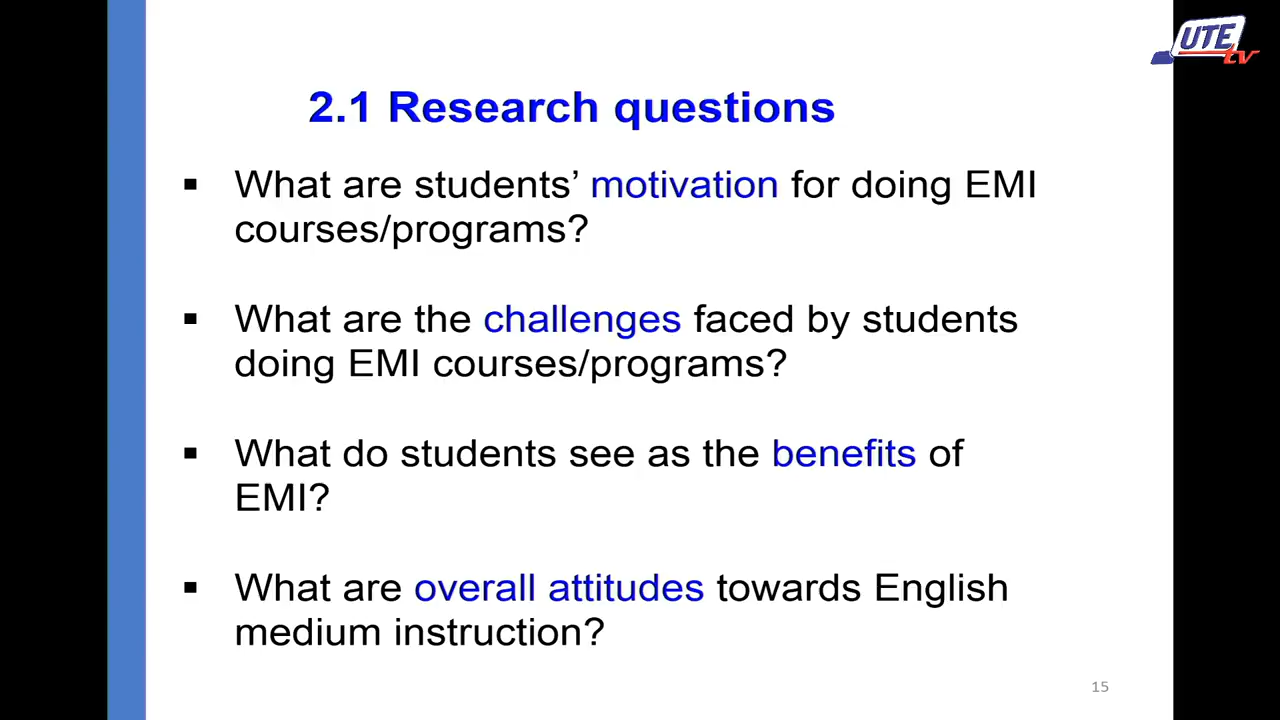 UTE
tv
2.1 Research questions
▪ What are students’ motivation for doing EMI
courses/programs?
▪ What are the challenges faced by students
doing EMI courses/programs?
▪ What do students see as the benefits of
EMI?
▪ What are overall attitudes towards English
medium instruction?
15